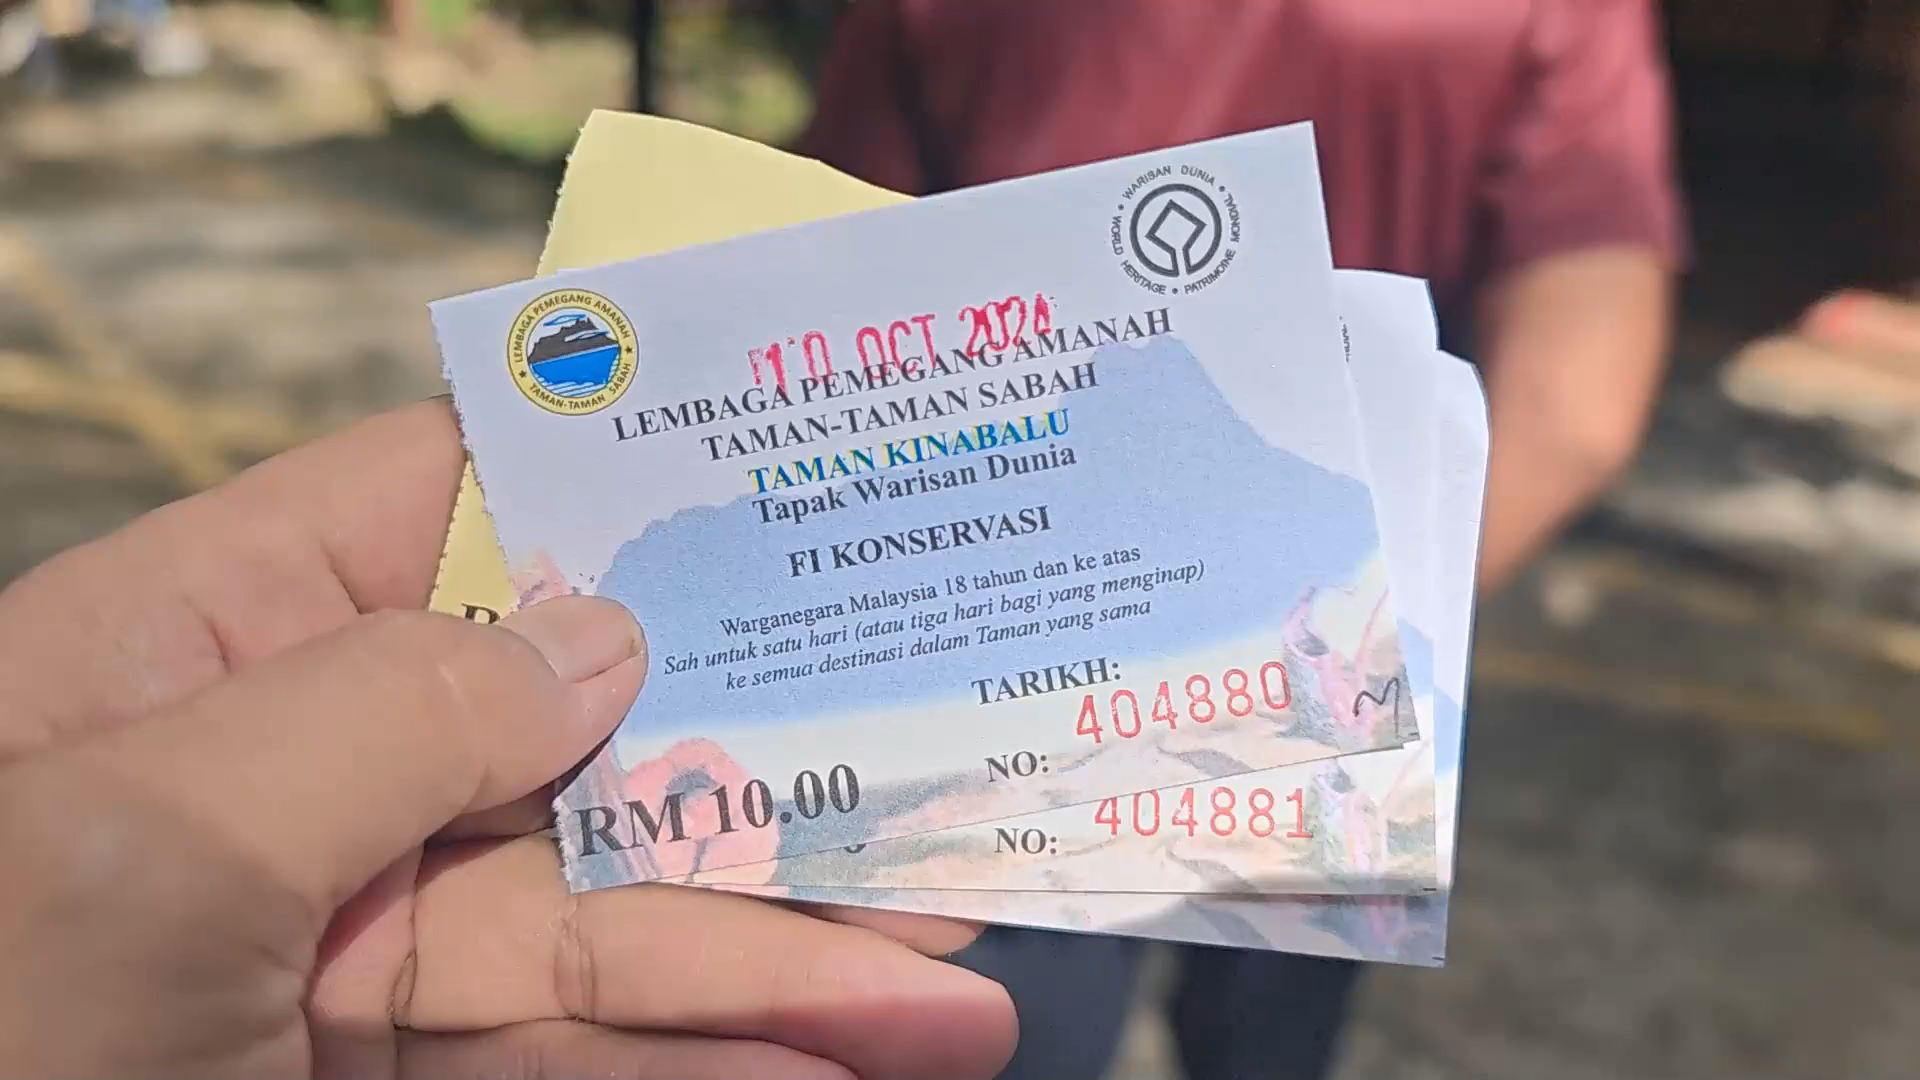 LEMBAGA PEMEGANG AMANAH
TAMAN-TAMAN SABAH
WARISAN DUNIA
WORLD HERITAGE
PATRIMOINE MONDIAL
10 OCT 2024
LEMBAGA PEMEGANG AMANAH
TAMAN-TAMAN SABAH
TAMAN KINABALU
Tapak Warisan Dunia
FI KONSERVASI
Warganegara Malaysia 18 tahun dan ke atas
Sah untuk satu hari (atau tiga hari bagi yang menginap)
ke semua destinasi dalam Taman yang sama
TARIKH:
NO: 404880
RM 10.00
NO: 404881